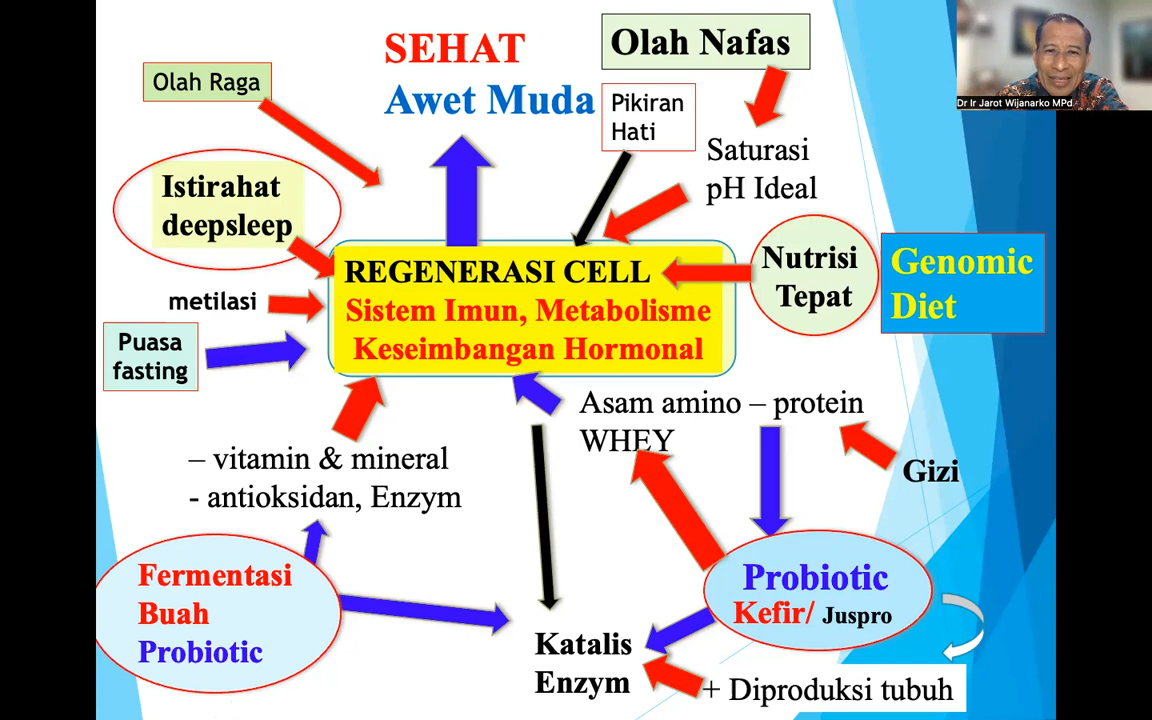 SEHAT
Awet Muda
Olah Nafas
Dr Ir Jarot Wijanarko MPd
Olah Raga
Pikiran
Hati
Saturasi
pH Ideal
Istirahat
deepsleep
REGENERASI CELL
Sistem Imun, Metabolisme
Keseimbangan Hormonal
Nutrisi
Tepat
Genomic
Diet
metilasi
Puasa
fasting
Asam amino – protein
WHEY
Gizi
– vitamin & mineral
- antioksidan, Enzym
Fermentasi
Buah
Probiotic
Probiotic
Kefir/ Juspro
Katalis
Enzym
+ Diproduksi tubuh